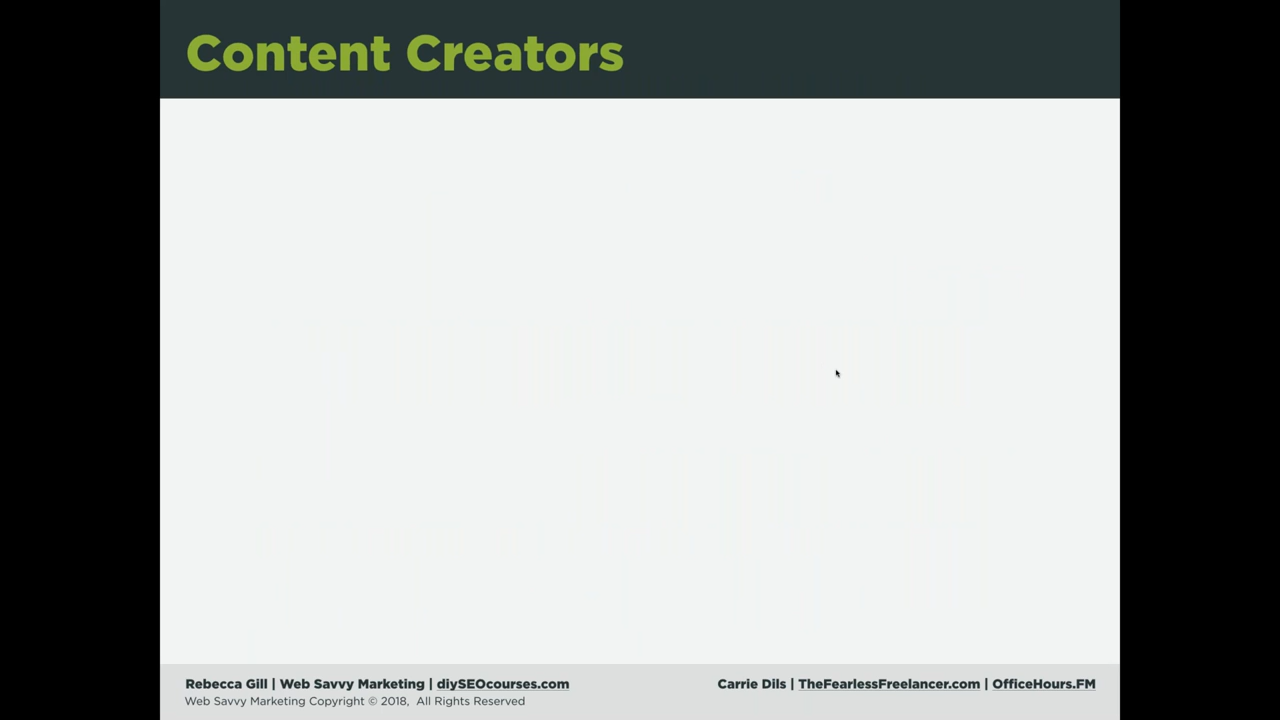 Content Creators
Rebecca Gill | Web Savvy Marketing | diySEOcourses.com
Carrie Dils | TheFearlessFreelancer.com | OfficeHours.FM
Web Savvy Marketing Copyright © 2018,  All Rights Reserved